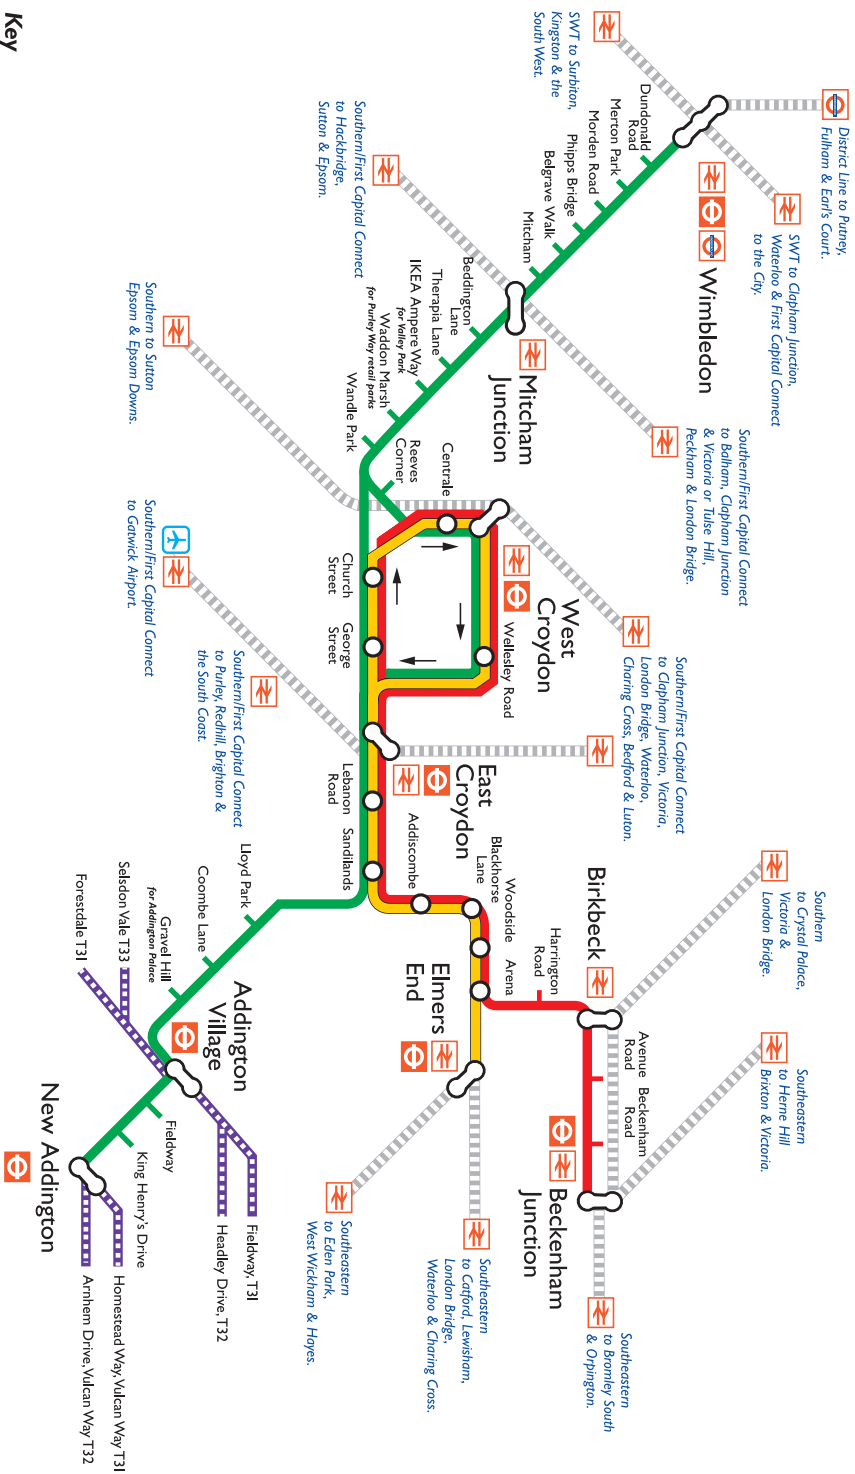 District Line to Putney,
Fulham & Earl's Court.
SWT to Surbiton,
Kingston & the
South West.
SWT to Clapham Junction,
Waterloo & First Capital Connect
to the City.
Wimbledon
Dundonald
Road
Merton Park
Morden Road
Phipps Bridge
Belgrave Walk
Mitcham
Southern/First Capital Connect
to Hackbridge,
Sutton & Epsom.
Mitcham
Junction
Southern/First Capital Connect
to Balham, Clapham Junction
& Victoria or Tulse Hill,
Peckham & London Bridge.
Beddington
Lane
Therapia Lane
IKEA Ampere Way
for Valley Park
Waddon Marsh
for Purley Way retail parks
Wandle Park
Southern to Sutton
Epsom & Epsom Downs.
Reeves
Corner
Centrale
West
Croydon
Wellesley Road
Church
Street
George
Street
Southern/First Capital Connect
to Gatwick Airport.
Southern/First Capital Connect
to Purley, Redhill, Brighton &
the South Coast.
Southern/First Capital Connect
to Clapham Junction, Victoria,
London Bridge, Waterloo,
Charing Cross, Bedford & Luton.
East
Croydon
Lebanon
Road
Sandilands
Addiscombe
Blackhorse
Lane
Woodside
Arena
Harrington
Road
Birkbeck
Southern
to Crystal Palace,
Victoria &
London Bridge.
Avenue
Road
Beckenham
Road
Southeastern
to Herne Hill
Brixton & Victoria.
Beckenham
Junction
Southeastern
to Bromley South
& Orpington.
Elmers
End
Southeastern
to Catford, Lewisham,
London Bridge,
Waterloo & Charing Cross.
Southeastern
to Eden Park,
West Wickham & Hayes.
Lloyd Park
Coombe Lane
Gravel Hill
for Addington Palace
Selsdon Vale T33
Forestdale T31
Addington
Village
Fieldway
King Henry's Drive
New Addington
Fieldway, T31
Headley Drive, T32
Homestead Way, Vulcan Way T31
Arnhem Drive, Vulcan Way T32
Key